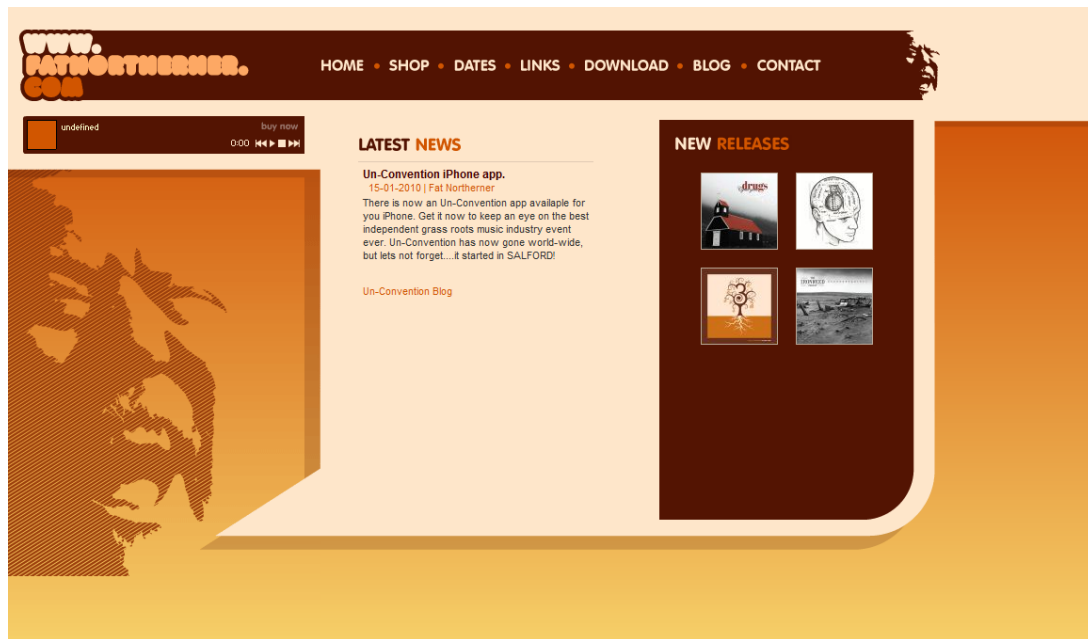 WWW.
FATNORTHERNER.
COM
HOME • SHOP • DATES • LINKS • DOWNLOAD • BLOG • CONTACT
undefined
buy now
0:00
LATEST NEWS
Un-Convention iPhone app.
15-01-2010 | Fat Northerner
There is now an Un-Convention app availaple for
you iPhone. Get it now to keep an eye on the best
independent grass roots music industry event
ever. Un-Convention has now gone world-wide,
but lets not forget....it started in SALFORD!
Un-Convention Blog
NEW RELEASES
drugs